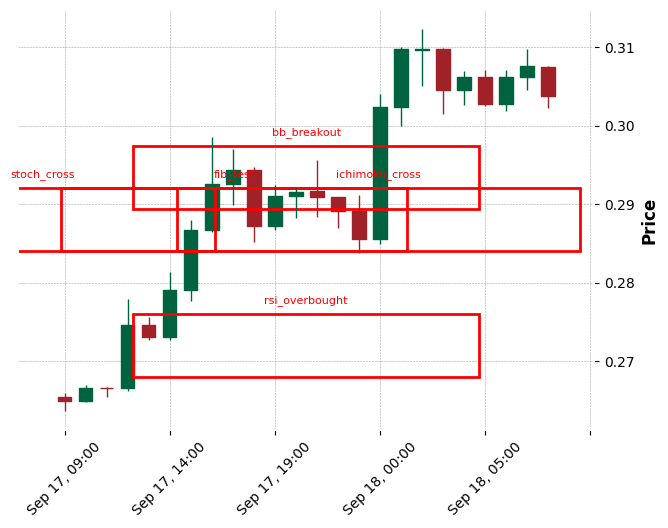 0.31
bb_breakout
0.30
stoch_cross
ichimoku_cross
0.29
Price
0.28
rsi_overbought
0.27
Sep 17, 09:00
Sep 17, 14:00
Sep 17, 19:00
Sep 18, 00:00
Sep 18, 05:00